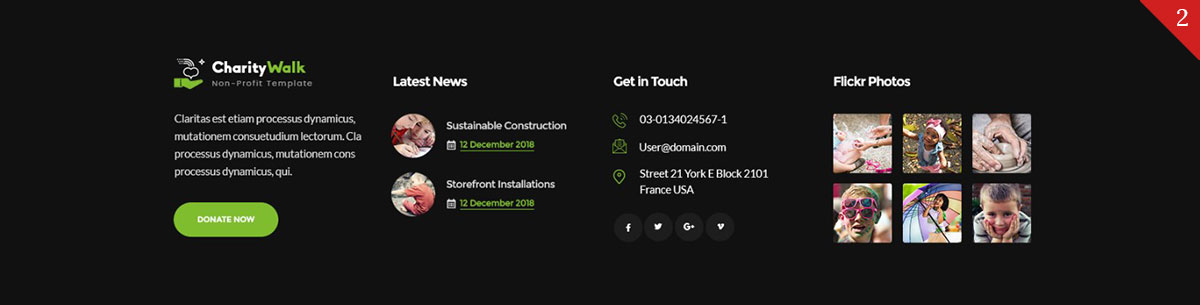 2
CharityWalk
Non-Profit Template
Claritas est etiam processus dynamicus,
mutationem consuetudium lectorum. Cla
processus dynamicus, mutationem cons
processus dynamicus, qui.
DONATE NOW
Latest News
Sustainable Construction
12 December 2018
Storefront Installations
12 December 2018
Get in Touch
03-0134024567-1
User@domain.com
Street 21 York E Block 2101
France USA
Flickr Photos